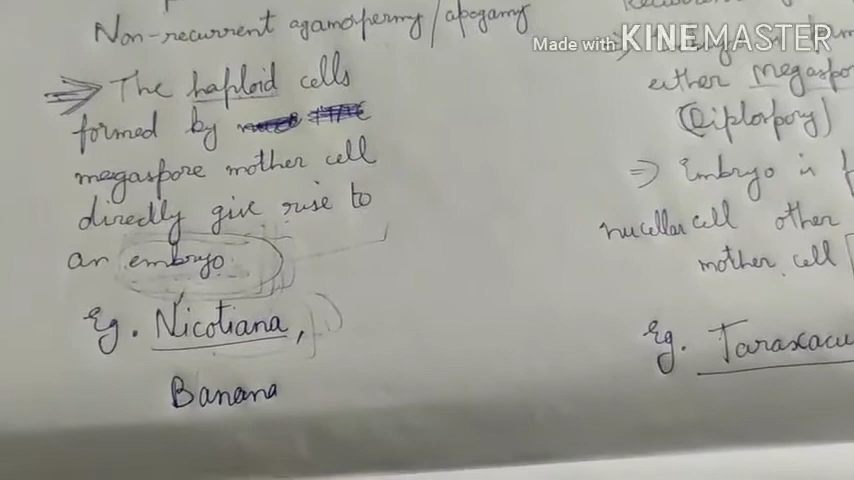 Non-recurrent agamospermy/apogamy
⇒ The haploid cells
formed by
megaspore mother cell
directly give rise to
an embryo
Eg. Nicotiana,
Banana
either megaspo
(Diplospory)
⇒ Embryo is f
nucellar cell other
mother cell
Eg. Taraxacu
Made with KINEMASTER